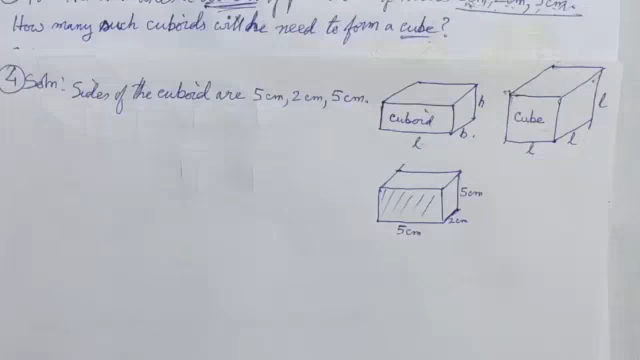 How many such cuboids will he need to form a cube?
④ Soln: Sides of the cuboid are 5cm, 2cm, 5cm.
cuboid
h
b.
l
cube
l
l
l
5cm
2cm
5cm